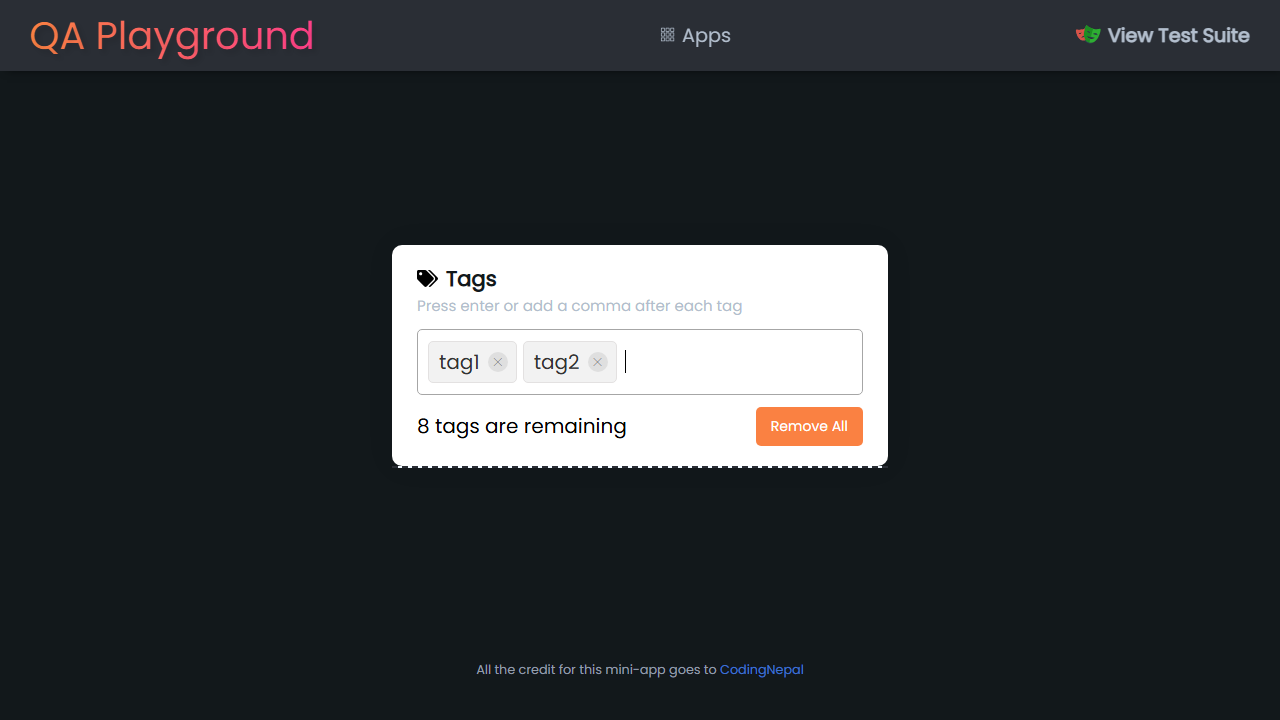 QA Playground
Apps
View Test Suite
Tags
Press enter or add a comma after each tag
tag1 tag2
8 tags are remaining
Remove All
All the credit for this mini-app goes to CodingNepal